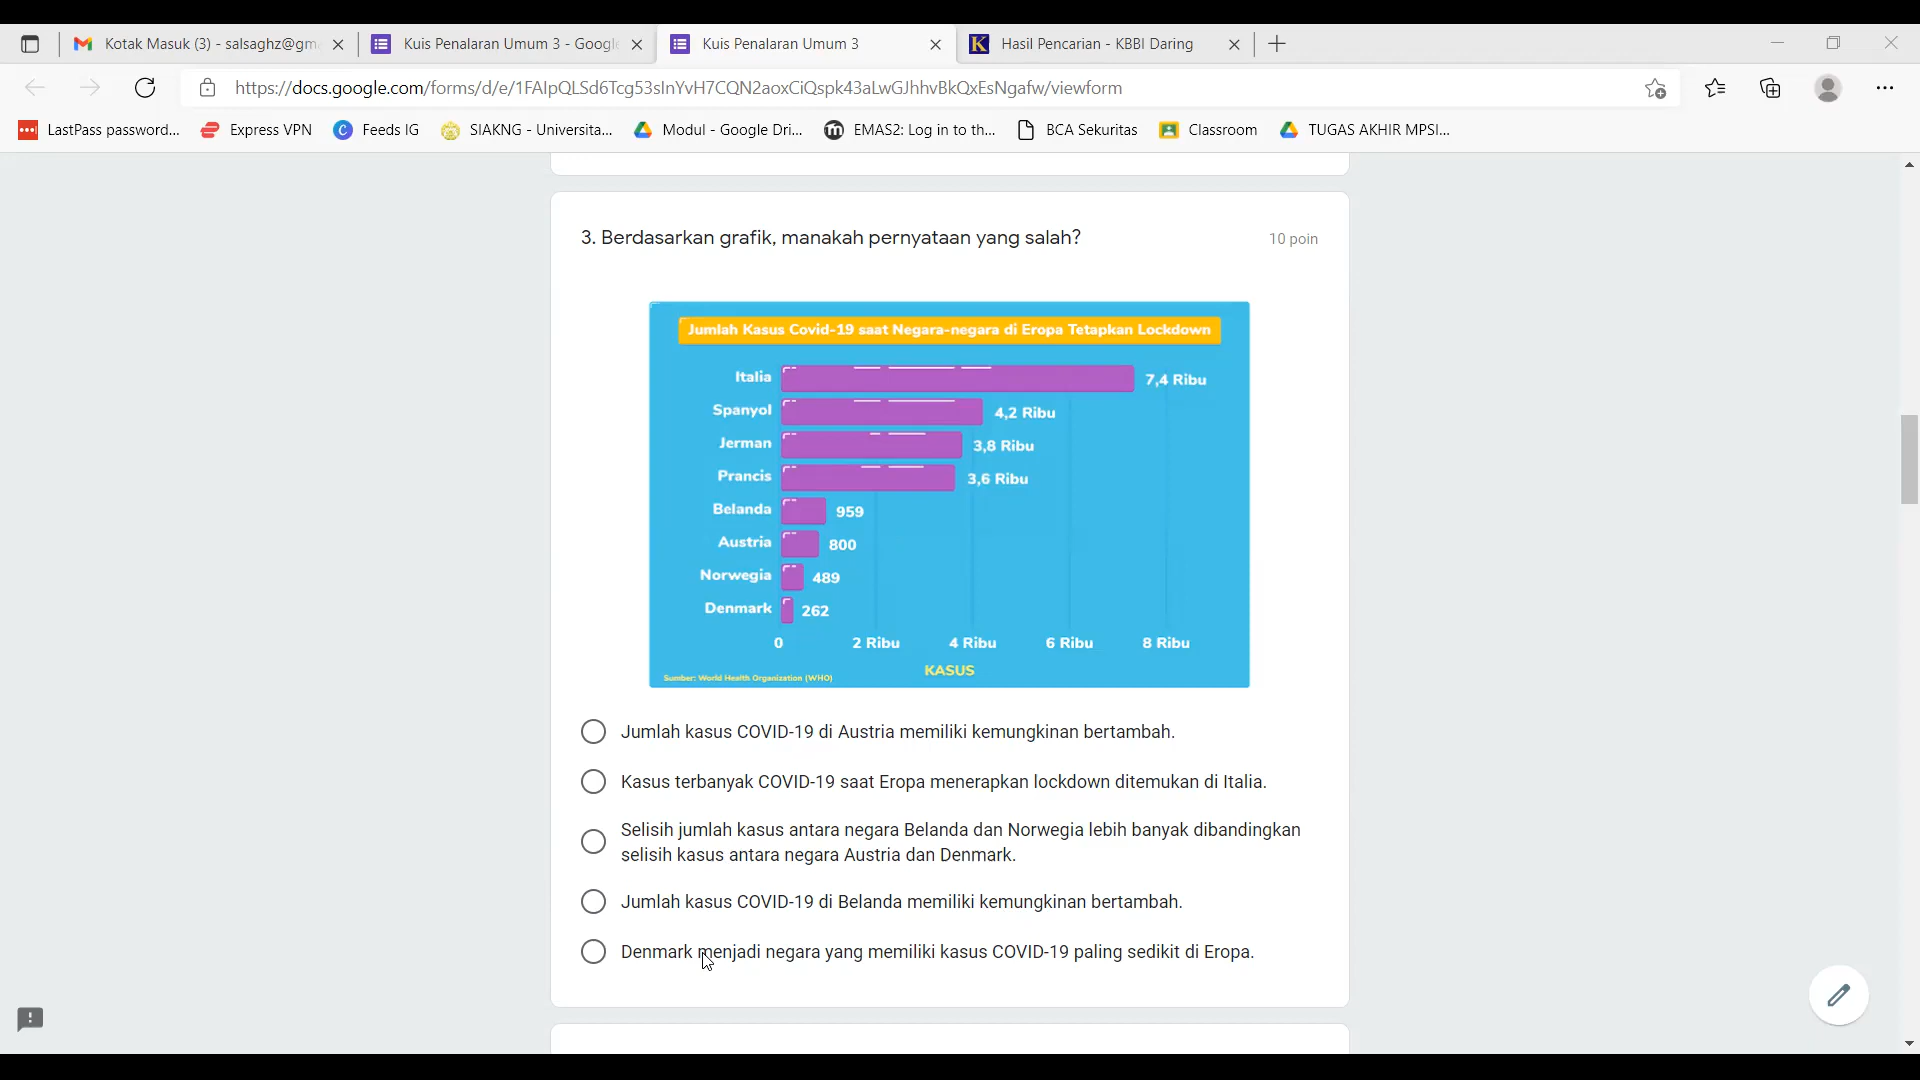 Kotak Masuk (3) - salsaghz@gm
Kuis Penalaran Umum 3 - Google
Kuis Penalaran Umum 3
Hasil Pencarian - KBBI Daring
https://docs.google.com/forms/d/e/1FAIpQLSd6Tcg53sInYvH7CQN2aoxCiQspk43aLwGJhhvBkQxEsNgafw/viewform
LastPass password...
Express VPN
Feeds IG
SIAKNG - Universita...
Modul - Google Dri...
EMAS2: Log in to th...
BCA Sekuritas
Classroom
TUGAS AKHIR MPSI...
3. Berdasarkan grafik, manakah pernyataan yang salah?
10 poin
Jumlah Kasus Covid-19 saat Negara-negara di Eropa Tetapkan Lockdown
Italia 7,4 Ribu
Spanyol 4,2 Ribu
Jerman 3,8 Ribu
Prancis 3,6 Ribu
Belanda 959
Austria 800
Norwegia 489
Denmark 262
0 2 Ribu 4 Ribu 6 Ribu 8 Ribu
KASUS
Sumber: World Health Organization (WHO)
Jumlah kasus COVID-19 di Austria memiliki kemungkinan bertambah.
Kasus terbanyak COVID-19 saat Eropa menerapkan lockdown ditemukan di Italia.
Selisih jumlah kasus antara negara Belanda dan Norwegia lebih banyak dibandingkan
selisih kasus antara negara Austria dan Denmark.
Jumlah kasus COVID-19 di Belanda memiliki kemungkinan bertambah.
Denmark menjadi negara yang memiliki kasus COVID-19 paling sedikit di Eropa.